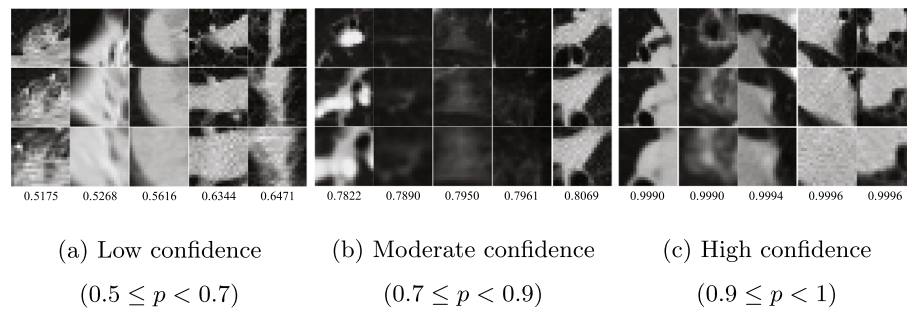 0.5175 0.5268 0.5616 0.6344 0.6471 0.7822 0.7890 0.7950 0.7961 0.8069 0.9990 0.9990 0.9994 0.9996 0.9996
(a) Low confidence (b) Moderate confidence (c) High confidence
(0.5 ≤ p < 0.7) (0.7 ≤ p < 0.9) (0.9 ≤ p < 1)